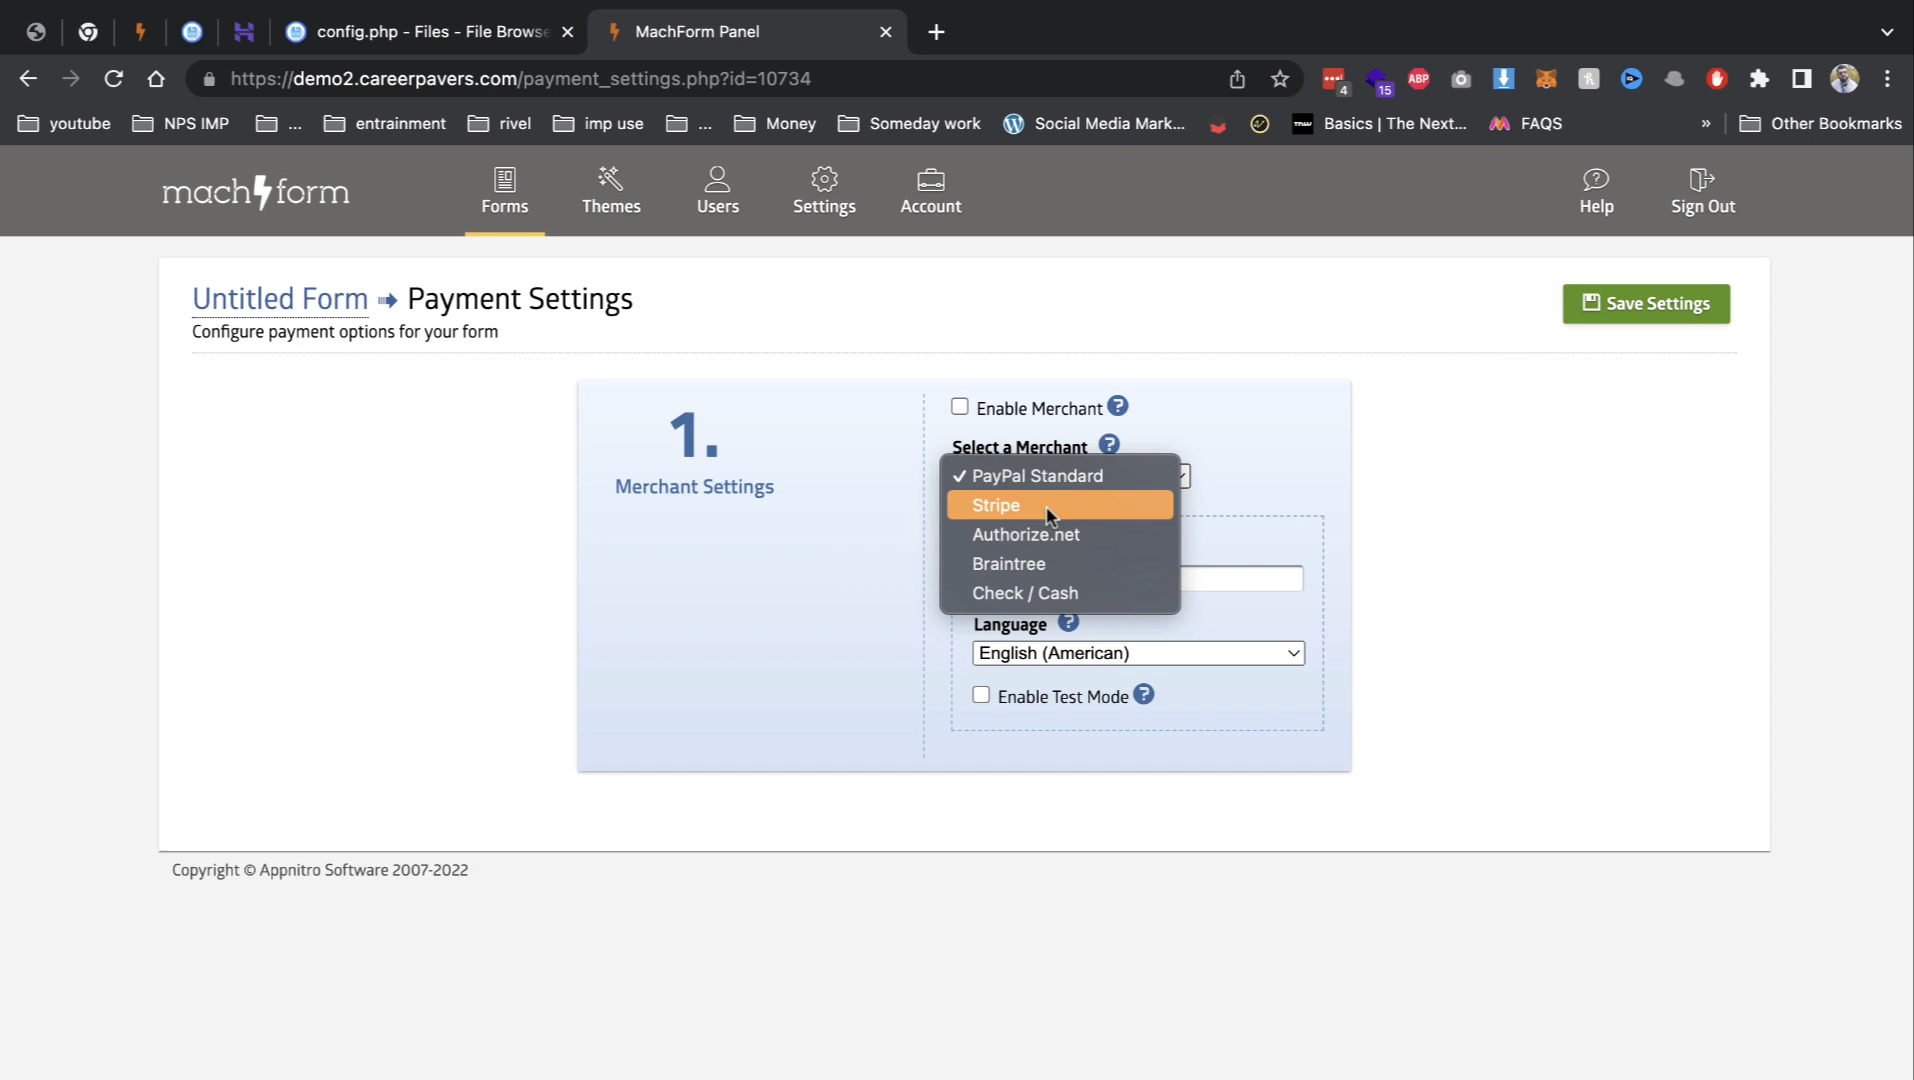 config.php - Files - File Browse
MachForm Panel
https://demo2.careerpavers.com/payment_settings.php?id=10734
4
15
ABP
youtube
NPS IMP
...
entrainment
rivel
imp use
...
Money
Someday work
Social Media Mark...
Basics | The Next...
FAQS
»
Other Bookmarks
machform
Forms
Themes
Users
Settings
Account
Help
Sign Out
Untitled Form Payment Settings
Configure payment options for your form
Save Settings
1.
Merchant Settings
Enable Merchant ?
Select a Merchant ?
✓ PayPal Standard
Stripe
Authorize.net
Braintree
Check / Cash
Language ?
English (American)
Enable Test Mode ?
Copyright © Appnitro Software 2007-2022